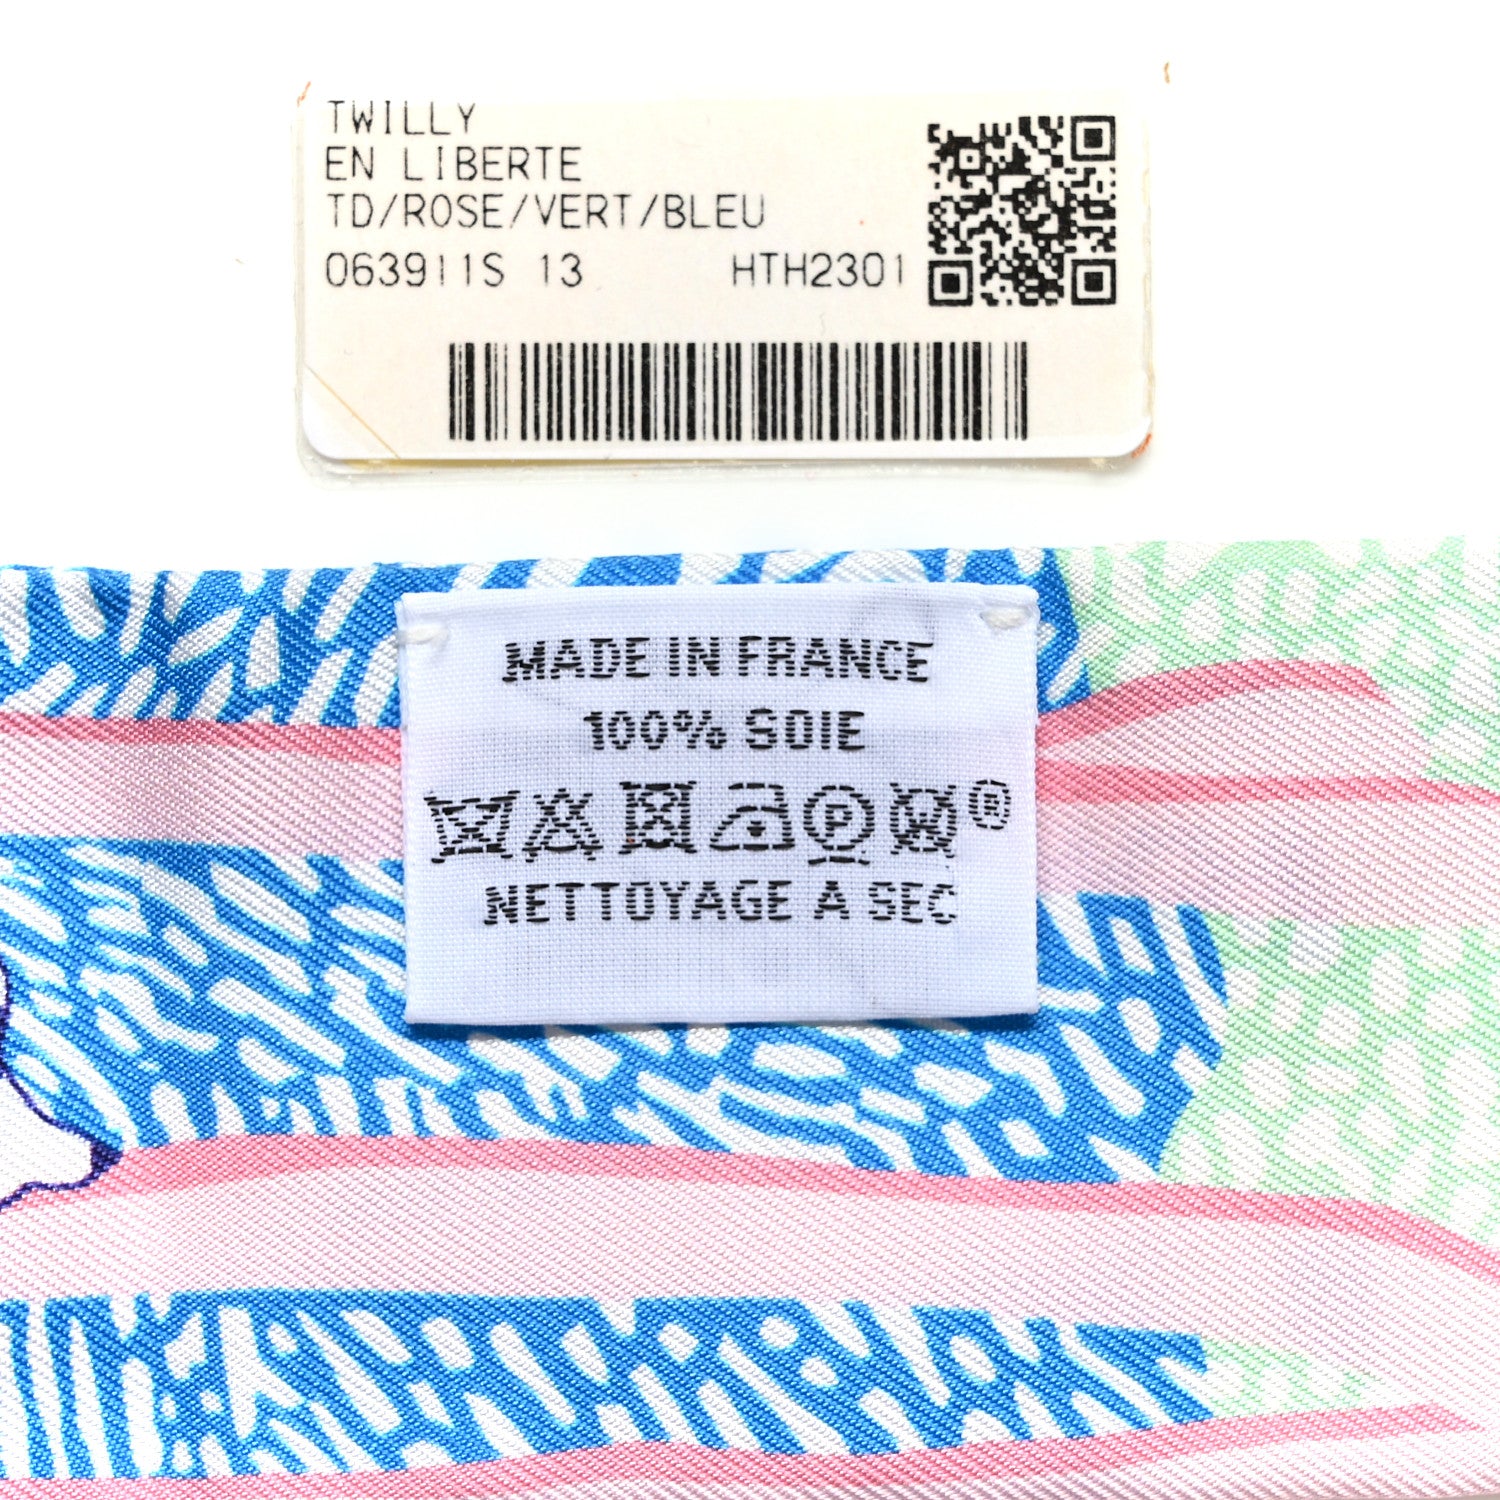 TWILLY
EN LIBERTE
TD/ROSE/VERT/BLEU
063911S 13 HTH2301
MADE IN FRANCE
100% SOIE
P W ®
NETTOYAGE A SEC